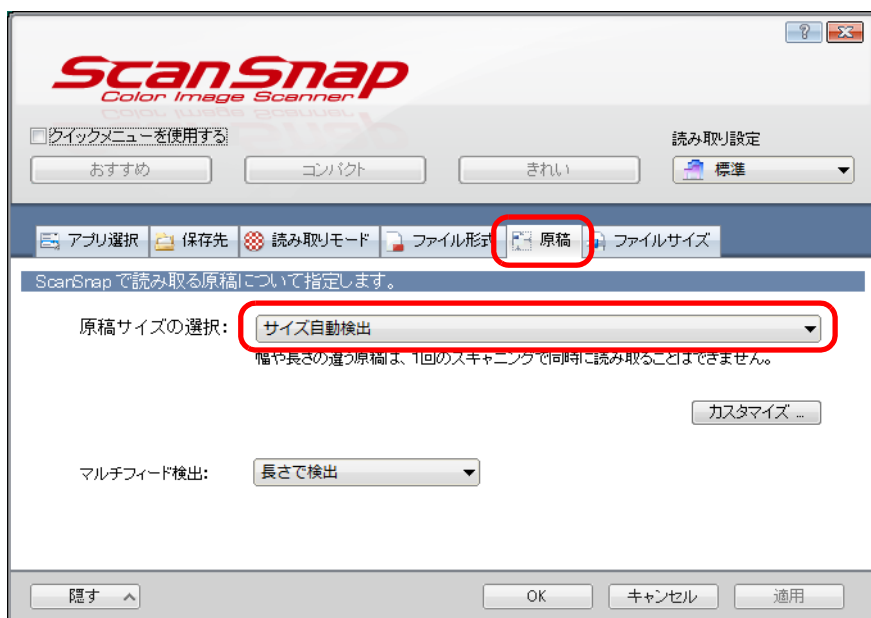 ScanSnap
Color Image Scanner
クイックメニューを使用する
読み取り設定
おすすめ
コンパクト
きれい
標準
アプリ選択
保存先
読み取りモード
ファイル形式
原稿
ファイルサイズ
ScanSnap で読み取る原稿について指定します。
原稿サイズの選択:
サイズ自動検出
幅や長さの違う原稿は、1回のスキャニングで同時に読み取ることはできません。
カスタマイズ ...
マルチフィード検出:
長さで検出
隠す
OK
キャンセル
適用